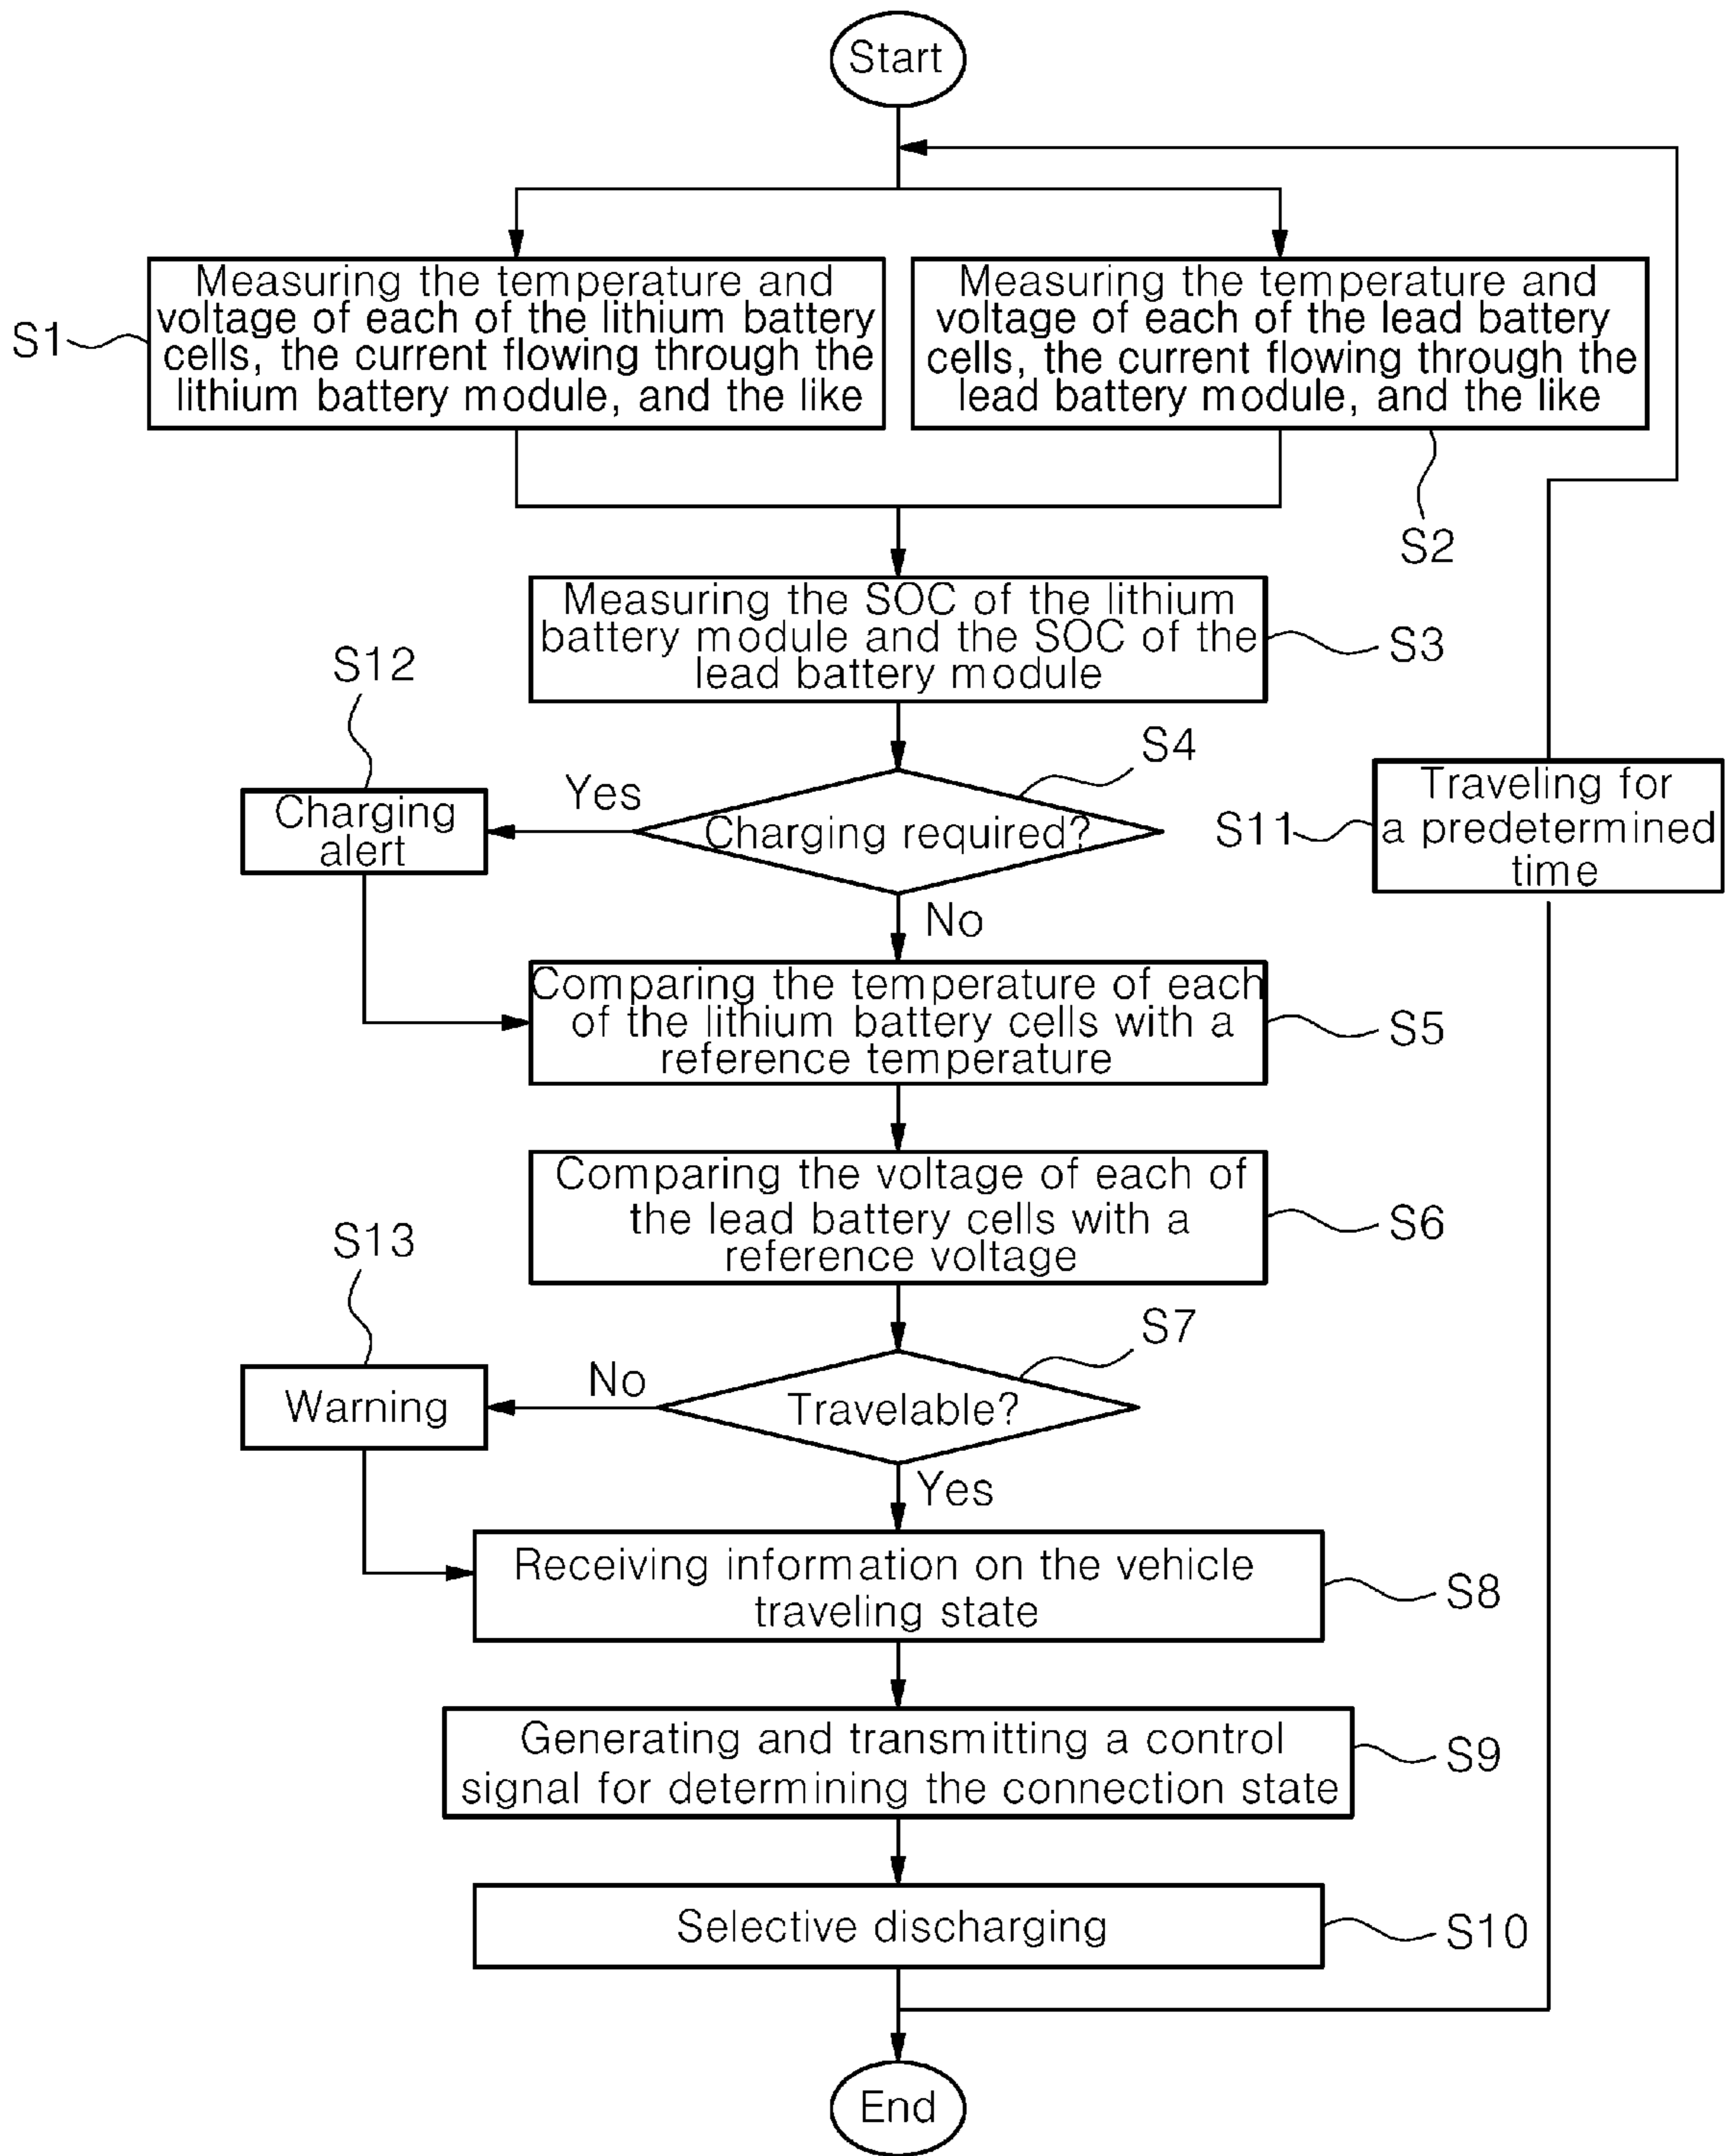 Start
Measuring the temperature and
voltage of each of the lithium battery
cells, the current flowing through the
lithium battery module, and the like
S1
Measuring the temperature and
voltage of each of the lead battery
cells, the current flowing through the
lead battery module, and the like
S2
Measuring the SOC of the lithium
battery module and the SOC of the
lead battery module
S3
S12
Charging
alert
Yes
Charging required?
S4
No
S11
Traveling for
a predetermined
time
Comparing the temperature of each
of the lithium battery cells with a
reference temperature
S5
Comparing the voltage of each of
the lead battery cells with a
reference voltage
S6
S13
Warning
No
Travelable?
S7
Yes
Receiving information on the vehicle
traveling state
S8
Generating and transmitting a control
signal for determining the connection state
S9
Selective discharging
S10
End